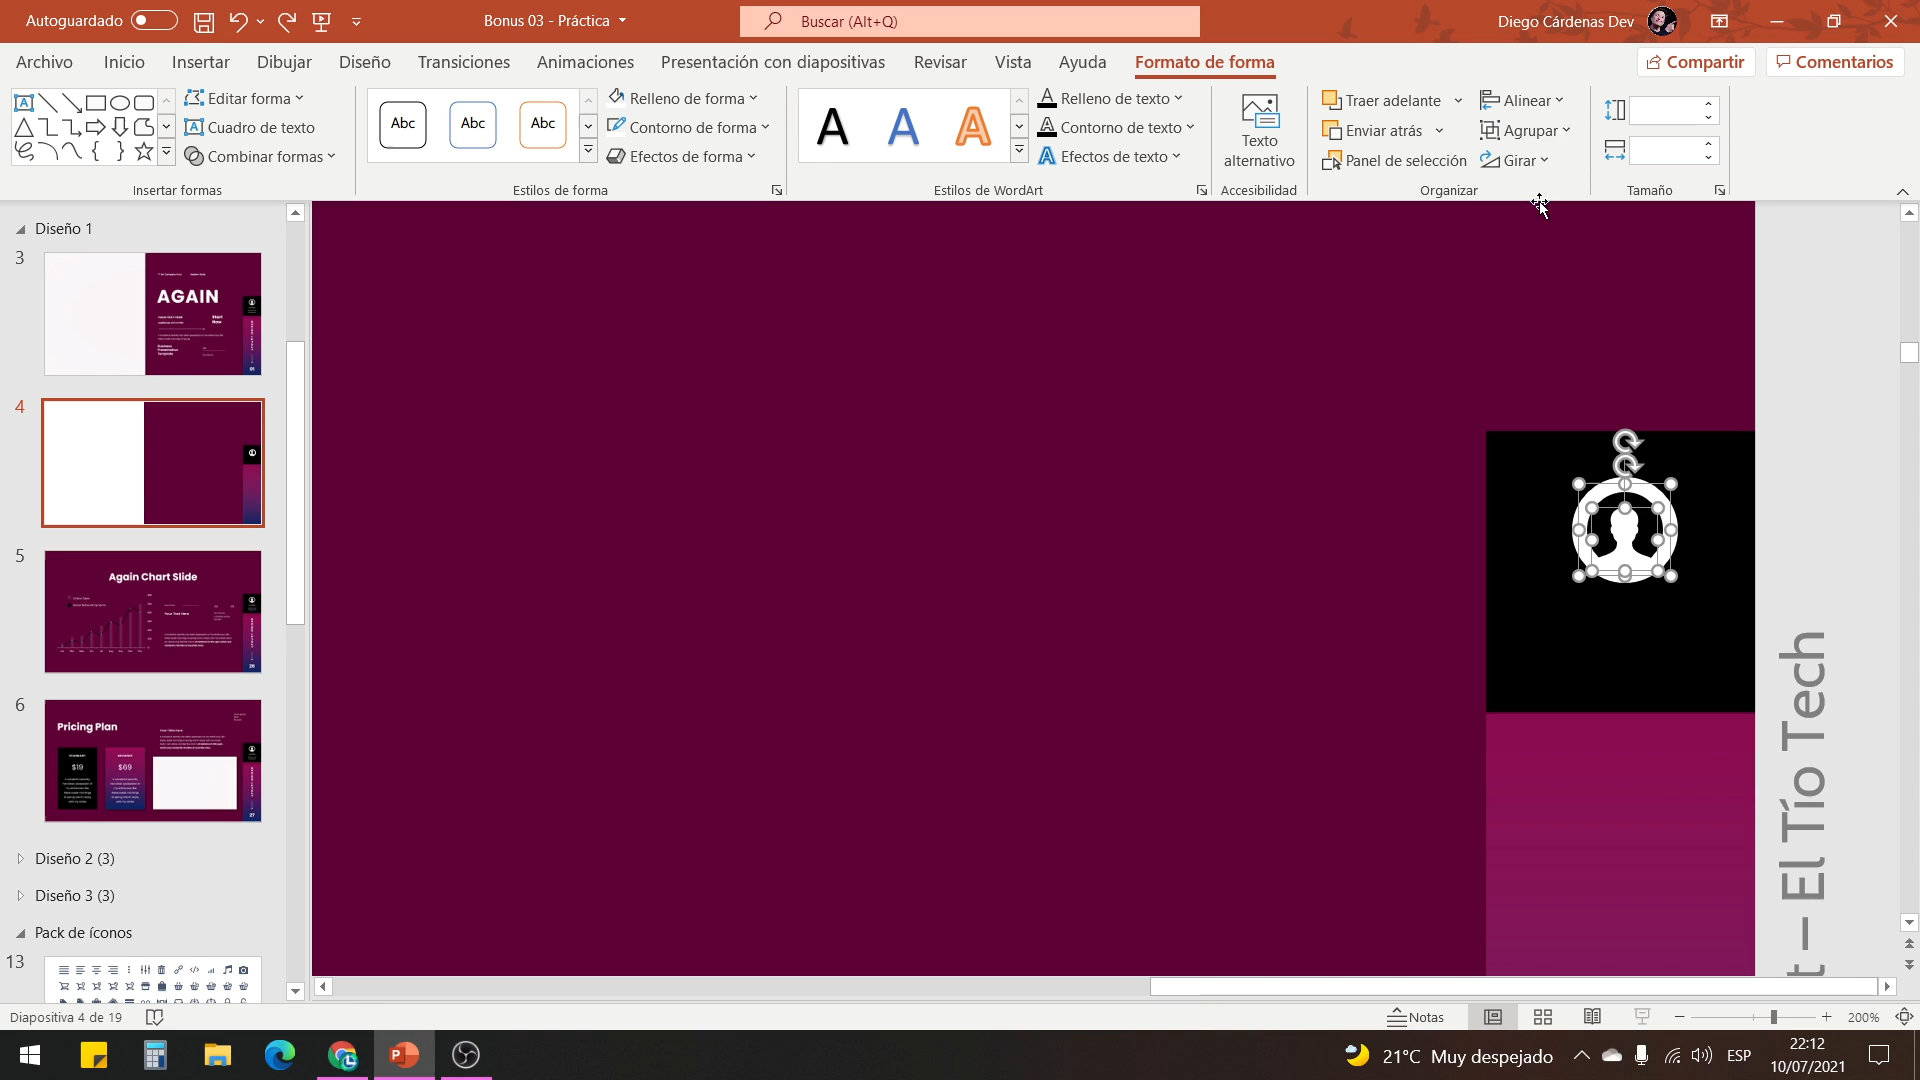 Autoguardado
Bonus 03 - Práctica
Buscar (Alt+Q)
Diego Cárdenas Dev
Archivo Inicio Insertar Dibujar Diseño Transiciones Animaciones Presentación con diapositivas Revisar Vista Ayuda Formato de forma
Compartir Comentarios
Editar forma
Cuadro de texto
Combinar formas
Insertar formas
Abc Abc Abc
Relleno de forma
Contorno de forma
Efectos de forma
Estilos de forma
A A A
Relleno de texto
Contorno de texto
Efectos de texto
Estilos de WordArt
Texto
alternativo
Accesibilidad
Traer adelante
Enviar atrás
Panel de selección
Alinear
Agrupar
Girar
Organizar
Tamaño
Diseño 1
3
AGAIN
Start
Now
01
4
5
Again Chart Slide
26
6
Pricing Plan
$19
$69
27
Diseño 2 (3)
Diseño 3 (3)
Pack de íconos
13
t – El Tío Tech
Diapositiva 4 de 19
Notas
200%
21°C Muy despejado
ESP
22:12
10/07/2021